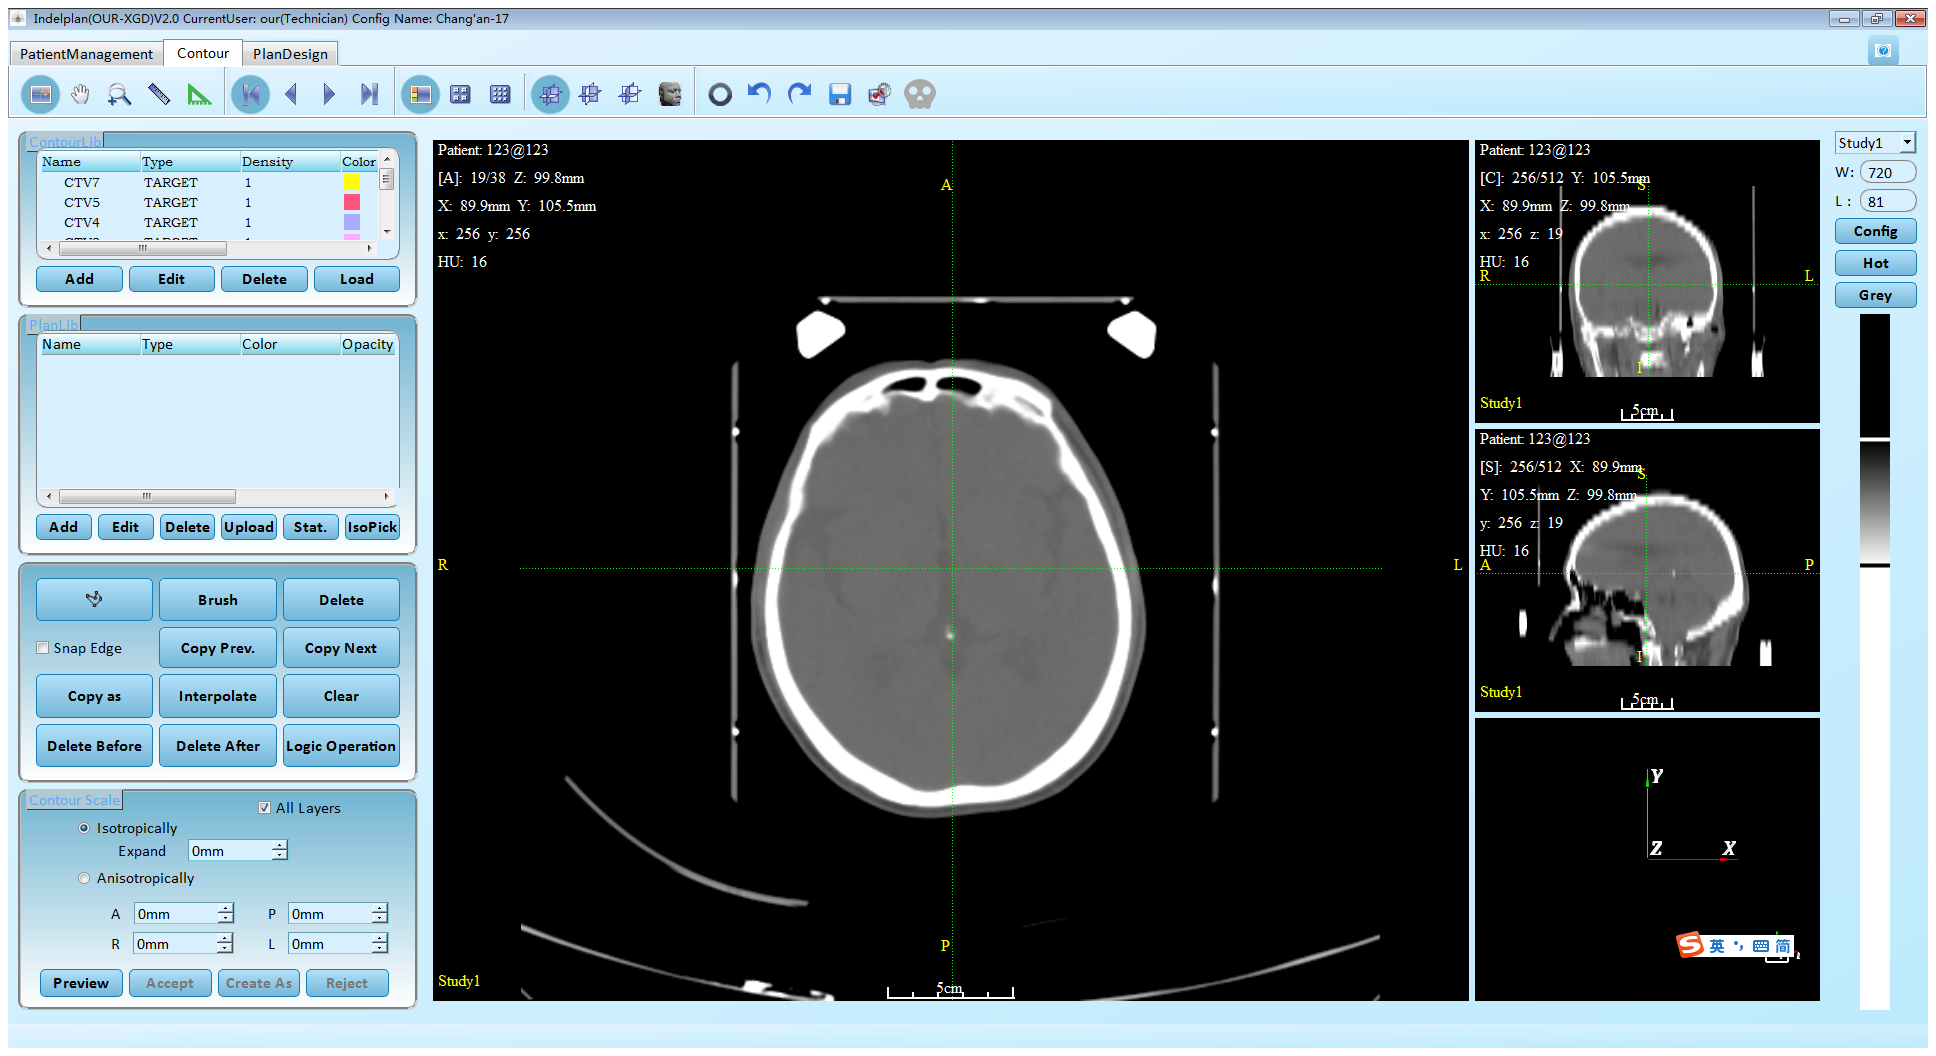 Indelplan(OUR-XGD)V2.0 CurrentUser: our(Technician) Config Name: Chang'an-17
PatientManagement Contour PlanDesign
ContourLib
Name Type Density Color
CTV7 TARGET 1
CTV5 TARGET 1
CTV4 TARGET 1
Add Edit Delete Load
PlanLib
Name Type Color Opacity
Add Edit Delete Upload Stat. IsoPick
Brush Delete
Snap Edge Copy Prev. Copy Next
Copy as Interpolate Clear
Delete Before Delete After Logic Operation
Contour Scale
All Layers
Isotropically
Expand 0mm
Anisotropically
A 0mm P 0mm
R 0mm L 0mm
Preview Accept Create As Reject
Patient: 123@123
[A]: 19/38 Z: 99.8mm
X: 89.9mm Y: 105.5mm
x: 256 y: 256
HU: 16
A
R
L
P
Study1
5cm
Patient: 123@123
[C]: 256/512 Y: 105.5mm
S
X: 89.9mm Z: 99.8mm
x: 256 z: 19
HU: 16
R
L
I
Study1
5cm
Patient: 123@123
[S]: 256/512 X: 89.9mm
S
Y: 105.5mm Z: 99.8mm
y: 256 z: 19
HU: 16
A
P
I
Study1
5cm
Y
Z X
S 英 简
Study1
W: 720
L: 81
Config
Hot
Grey